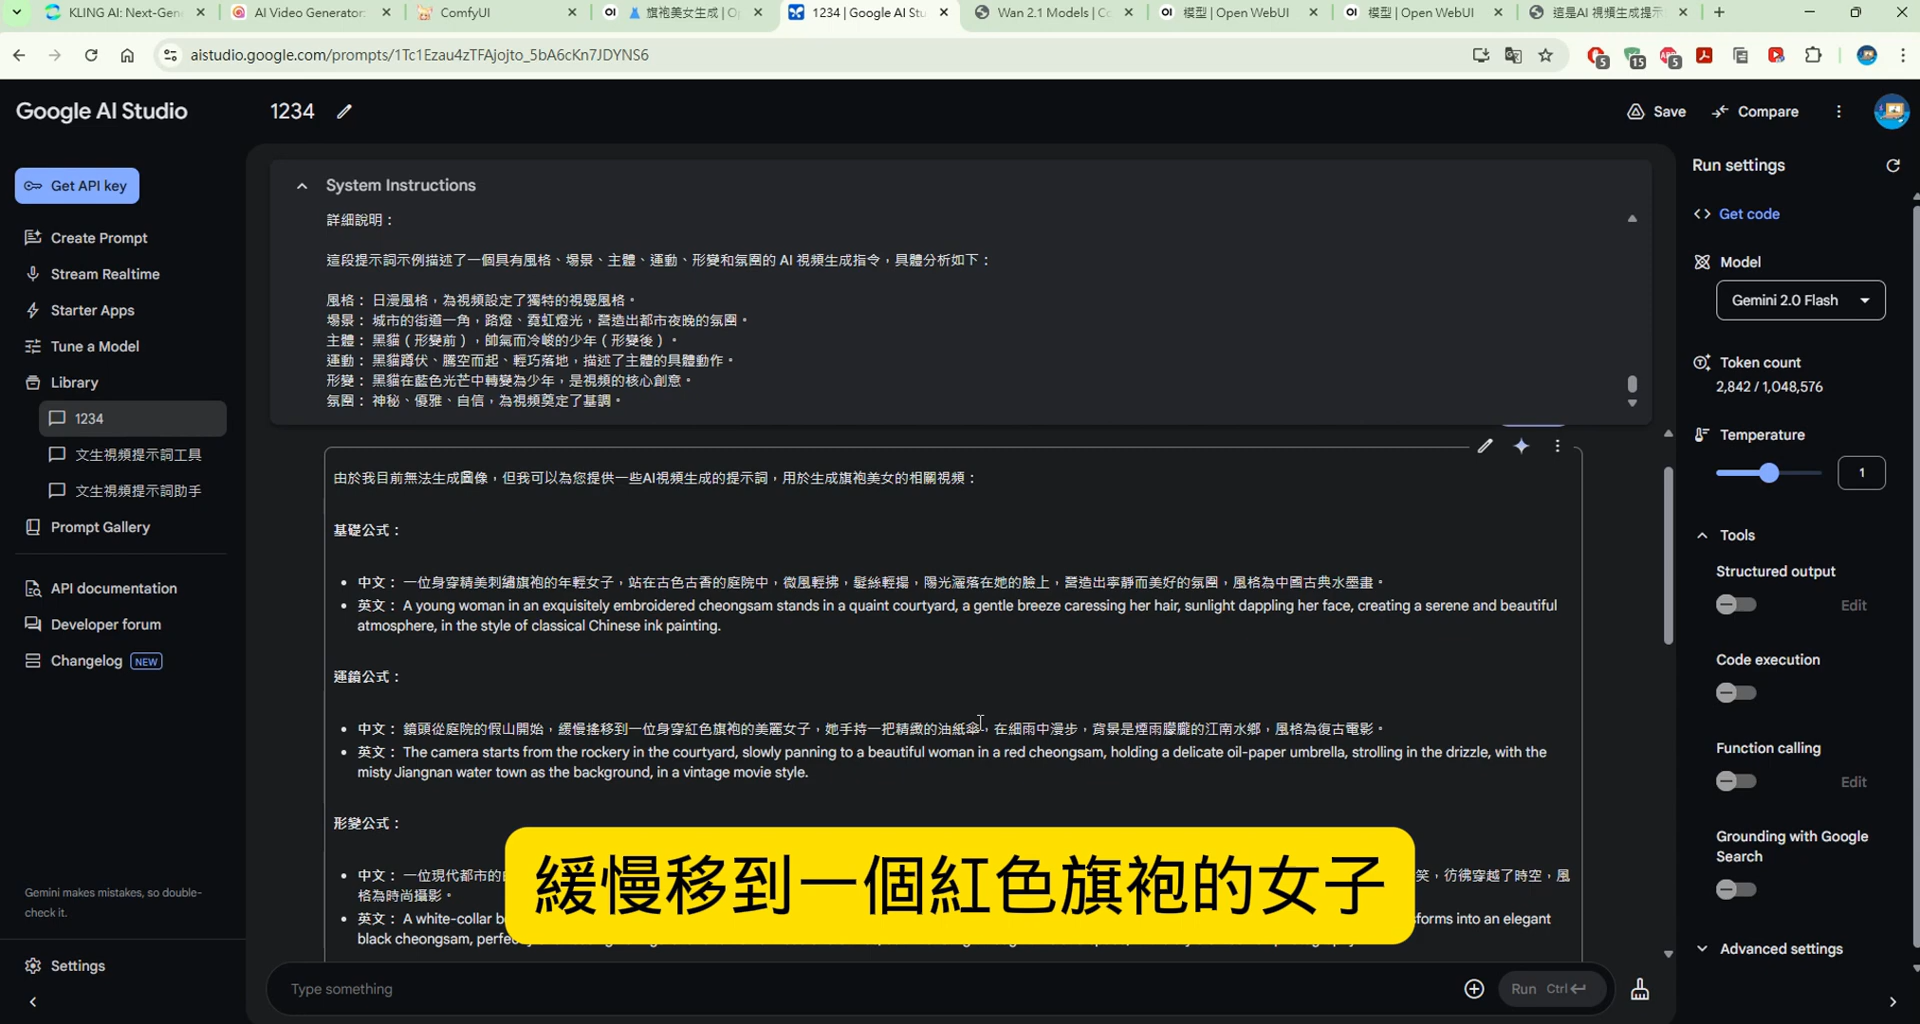 KLING AI: Next-Gen
AI Video Generator:
ComfyUI
OI
旗袍美女生成 | O
1234 | Google AI Stu
Wan 2.1 Models | Co
OI 模型 | Open WebUI
OI 模型 | Open WebUI
這是AI 視頻生成提示
aistudio.google.com/prompts/1Tc1Ezau4zTFAjojto_5bA6cKn7JDYNS6
5
15
5
Google AI Studio
1234
Save
Compare
Get API key
Create Prompt
Stream Realtime
Starter Apps
Tune a Model
Library
1234
文生視頻提示詞工具
文生視頻提示詞助手
Prompt Gallery
API documentation
Developer forum
Changelog NEW
Gemini makes mistakes, so double-
check it.
Settings
System Instructions
詳細說明：
這段提示詞示例描述了一個具有風格、場景、主體、運動、形變和氛圍的 AI 視頻生成指令，具體分析如下：
風格： 日漫風格，為視頻設定了獨特的視覺風格。
場景： 城市的街道一角，路燈、霓虹燈光，營造出都市夜晚的氛圍。
主體： 黑貓（形變前），帥氣而冷峻的少年（形變後）。
運動： 黑貓蹲伏、騰空而起、輕巧落地，描述了主體的具體動作。
形變： 黑貓在藍色光芒中轉變為少年，是視頻的核心創意。
氛圍： 神秘、優雅、自信，為視頻奠定了基調。
由於我目前無法生成圖像，但我可以為您提供一些AI視頻生成的提示詞，用於生成旗袍美女的相關視頻：
基礎公式：
中文： 一位身穿精美刺繡旗袍的年輕女子，站在古色古香的庭院中，微風輕拂，髮絲輕揚，陽光灑落在她的臉上，營造出寧靜而美好的氛圍，風格為中國古典水墨畫。
英文： A young woman in an exquisitely embroidered cheongsam stands in a quaint courtyard, a gentle breeze caressing her hair, sunlight dappling her face, creating a serene and beautiful
atmosphere, in the style of classical Chinese ink painting.
運鏡公式：
中文： 鏡頭從庭院的假山開始，緩慢搖移到一位身穿紅色旗袍的美麗女子，她手持一把精緻的油紙傘，在細雨中漫步，背景是煙雨朦朧的江南水鄉，風格為復古電影。
英文： The camera starts from the rockery in the courtyard, slowly panning to a beautiful woman in a red cheongsam, holding a delicate oil-paper umbrella, strolling in the drizzle, with the
misty Jiangnan water town as the background, in a vintage movie style.
形變公式：
中文： 一位現代都市的 笑，彷彿穿越了時空，風
格為時尚攝影。
英文： A white-collar b sforms into an elegant
black cheongsam, perfe
緩慢移到一個紅色旗袍的女子
Type something
Run Ctrl
Run settings
Get code
Model
Gemini 2.0 Flash
Token count
2,842 / 1,048,576
Temperature
1
Tools
Structured output
Edit
Code execution
Function calling
Edit
Grounding with Google
Search
Advanced settings